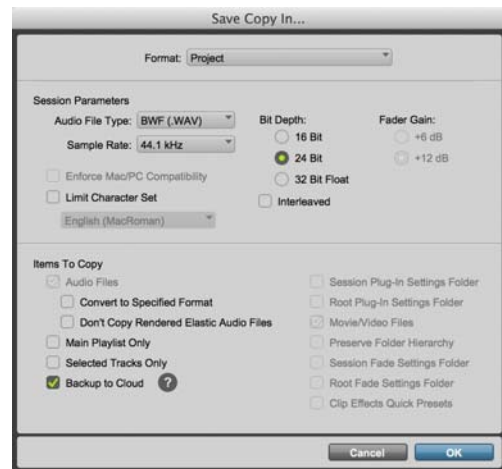 Save Copy In...
Format: Project
Session Parameters
Audio File Type: BWF (.WAV)
Sample Rate: 44.1 kHz
Enforce Mac/PC Compatibility
Limit Character Set
English (MacRoman)
Bit Depth:
16 Bit
24 Bit
32 Bit Float
Interleaved
Fader Gain:
+6 dB
+12 dB
Items To Copy
Audio Files
Convert to Specified Format
Don't Copy Rendered Elastic Audio Files
Main Playlist Only
Selected Tracks Only
Backup to Cloud ?
Session Plug-In Settings Folder
Root Plug-In Settings Folder
Movie/Video Files
Preserve Folder Hierarchy
Session Fade Settings Folder
Root Fade Settings Folder
Clip Effects Quick Presets
Cancel OK